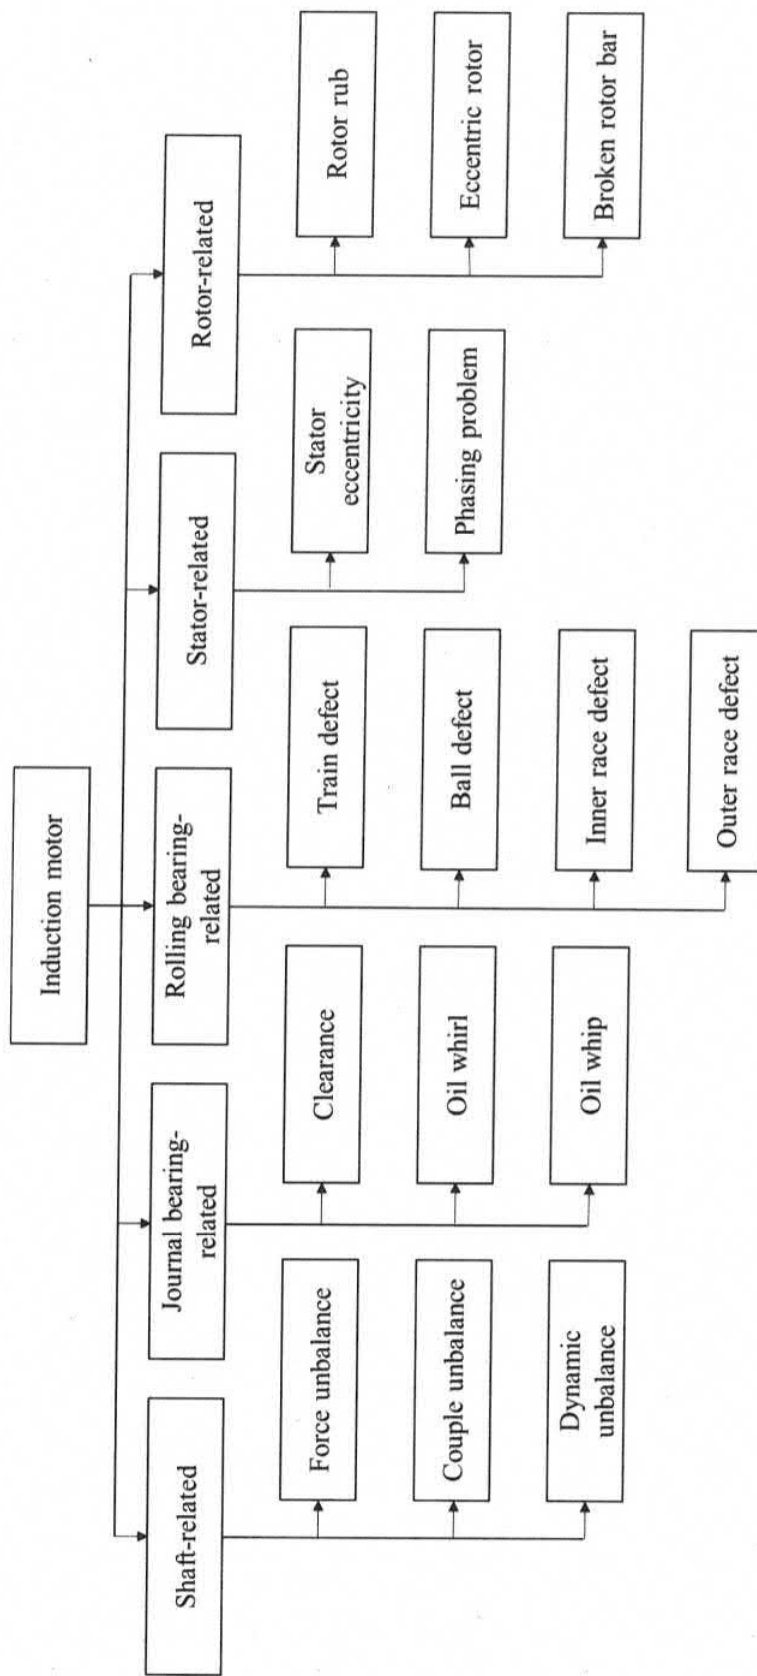 Induction motor
Shaft-related
Journal bearing-
related
Rolling bearing-
related
Stator-related
Rotor-related
Force unbalance
Couple unbalance
Dynamic
unbalance
Clearance
Oil whirl
Oil whip
Train defect
Ball defect
Inner race defect
Outer race defect
Stator
eccentricity
Phasing problem
Rotor rub
Eccentric rotor
Broken rotor bar